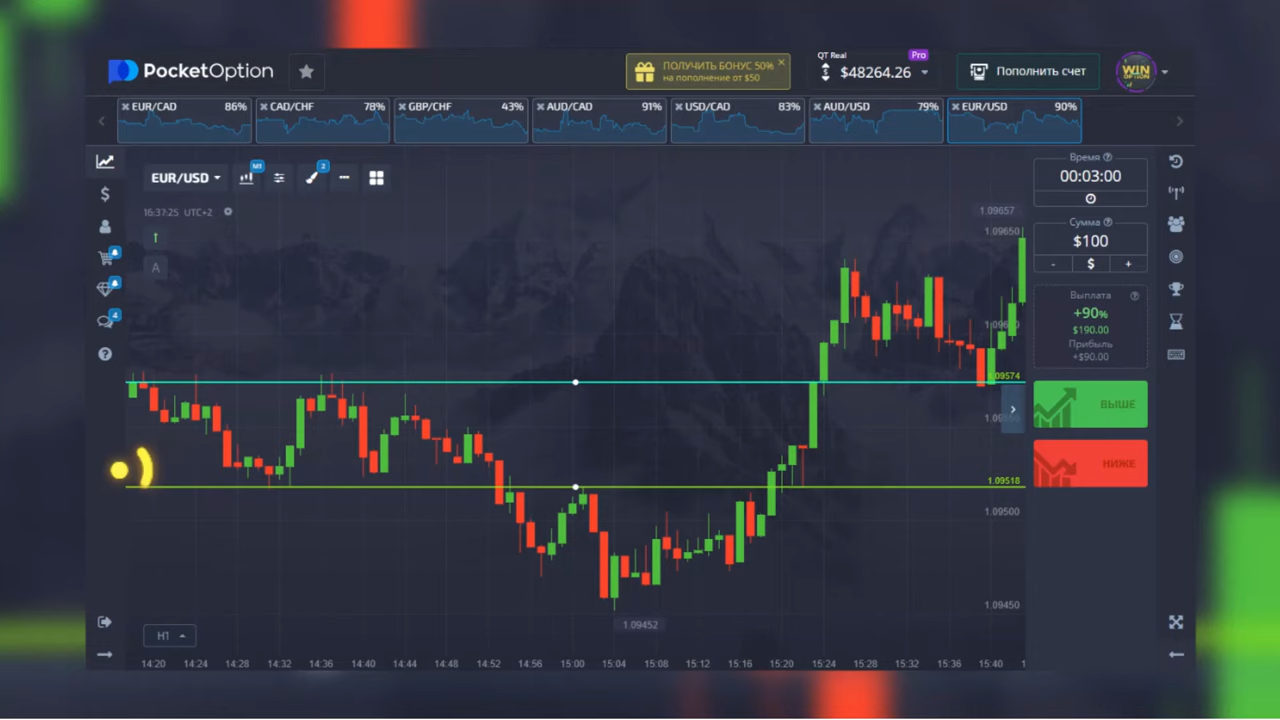 PocketOption
ПОЛУЧИТЬ БОНУС 50%
на пополнение от $50
QT Real
Pro
$48264.26
Пополнить счет
WIN
OPTION
EUR/CAD 86%
CAD/CHF 78%
GBP/CHF 43%
AUD/CAD 91%
USD/CAD 83%
AUD/USD 79%
EUR/USD 90%
EUR/USD
M1
2
16:37:25 UTC+2
A
4
1.09657
1.09650
1.09574
1.09518
1.09500
1.09450
1.09452
H1
14:20 14:24 14:28 14:32 14:36 14:40 14:44 14:48 14:52 14:56 15:00 15:04 15:08 15:12 15:16 15:20 15:24 15:28 15:32 15:36 15:40
Время
00:03:00
Сумма
$100
- $ +
Выплата
+90%
$190.00
Прибыль
+$90.00
ВЫШЕ
НИЖЕ